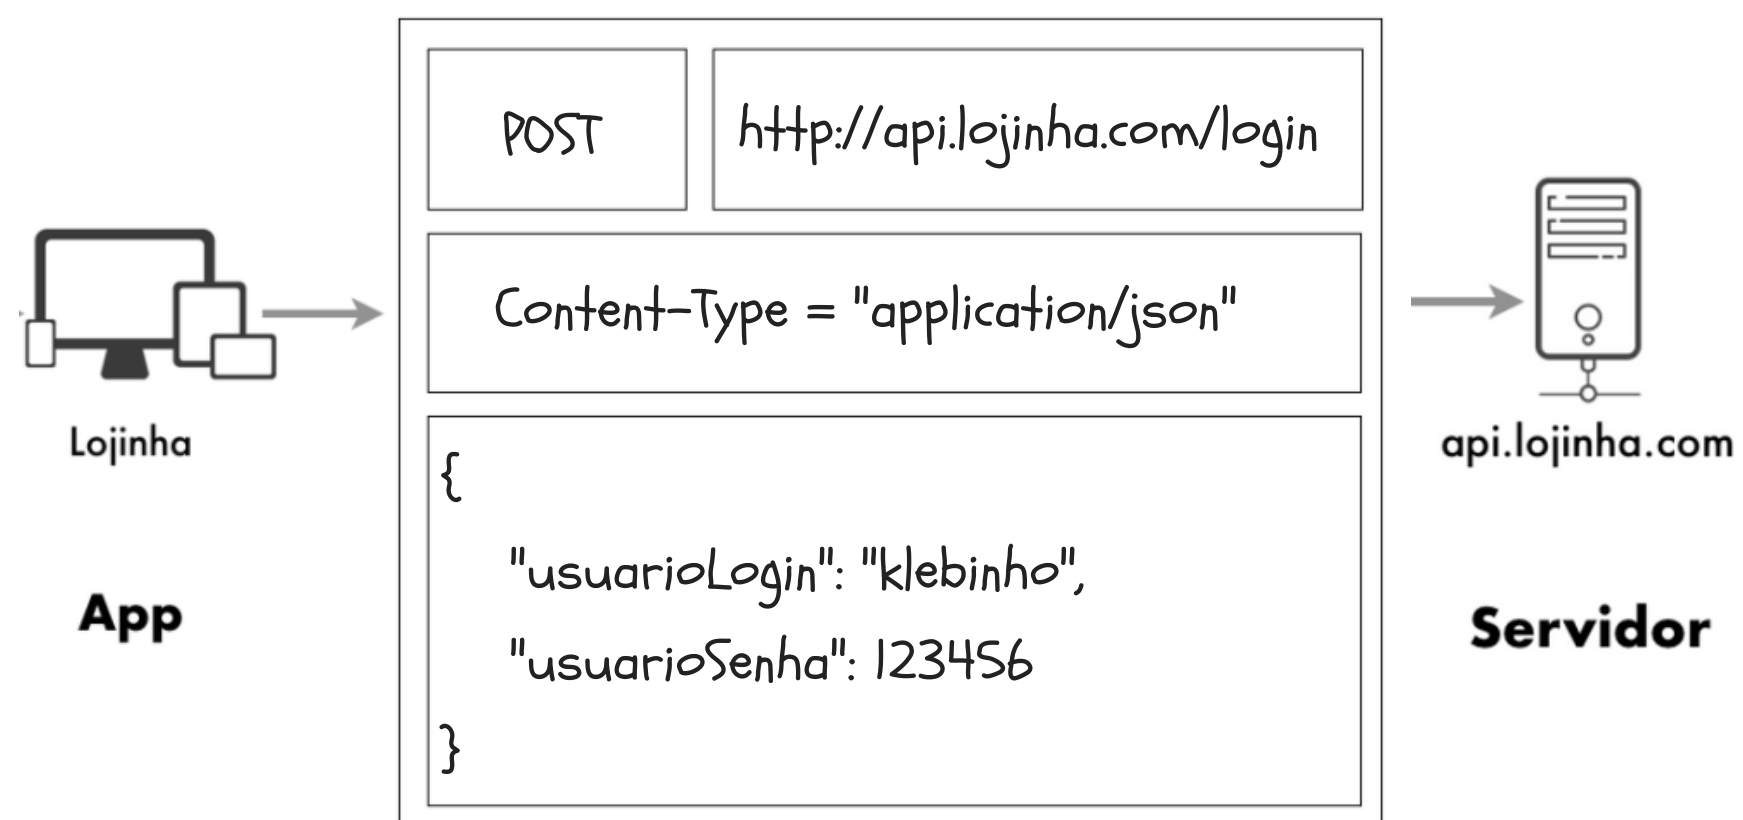 POST
http://api.lojinha.com/login
Content-Type = "application/json"
{
"usuarioLogin": "klebinho",
"usuarioSenha": 123456
}
Lojinha
App
api.lojinha.com
Servidor